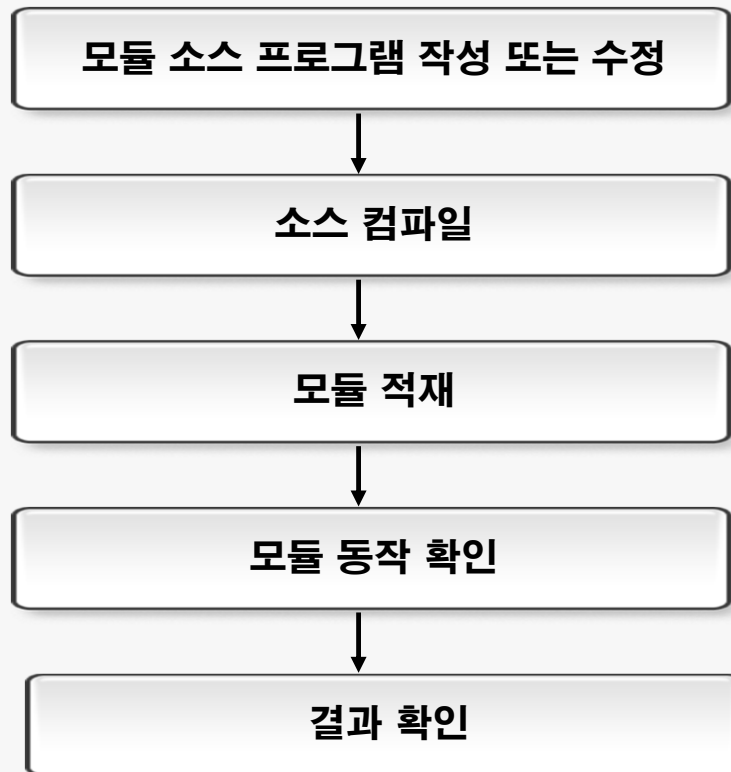 모듈 소스 프로그램 작성 또는 수정
소스 컴파일
모듈 적재
모듈 동작 확인
결과 확인